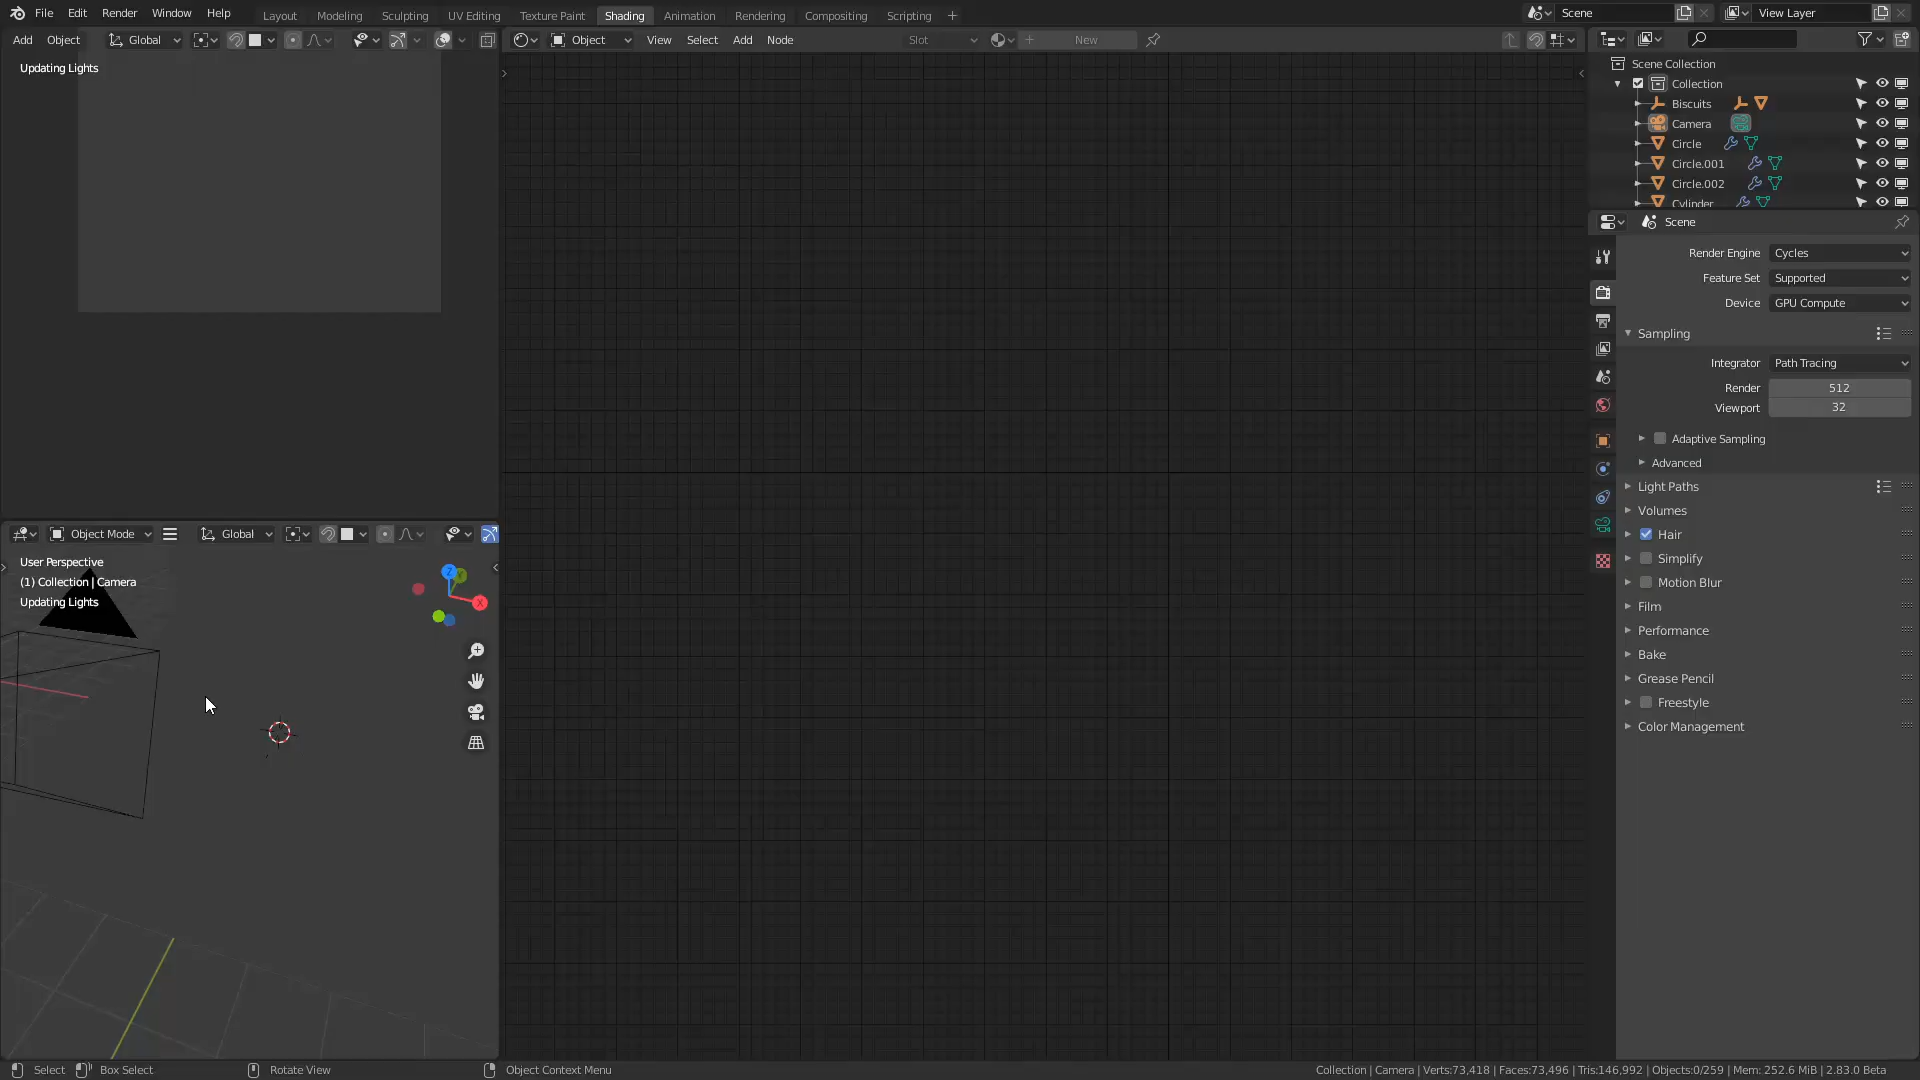 File Edit Render Window Help
Layout Modeling Sculpting UV Editing Texture Paint Shading Animation Rendering Compositing Scripting +
Scene
View Layer
Add Object Global
Updating Lights
Object View Select Add Node Slot New
Scene Collection
Collection
Biscuits
Camera
Circle
Circle.001
Circle.002
Cylinder
Scene
Render Engine Cycles
Feature Set Supported
Device GPU Compute
Sampling
Integrator Path Tracing
Render 512
Viewport 32
Adaptive Sampling
Advanced
Light Paths
Volumes
Hair
Simplify
Motion Blur
Film
Performance
Bake
Grease Pencil
Freestyle
Color Management
Object Mode Global
User Perspective
(1) Collection | Camera
Updating Lights
Z
Y
X
Select Box Select Rotate View Object Context Menu
Collection | Camera | Verts:73,418 | Faces:73,496 | Tris:146,992 | Objects:0/259 | Mem: 252.6 MiB | 2.83.0 Beta